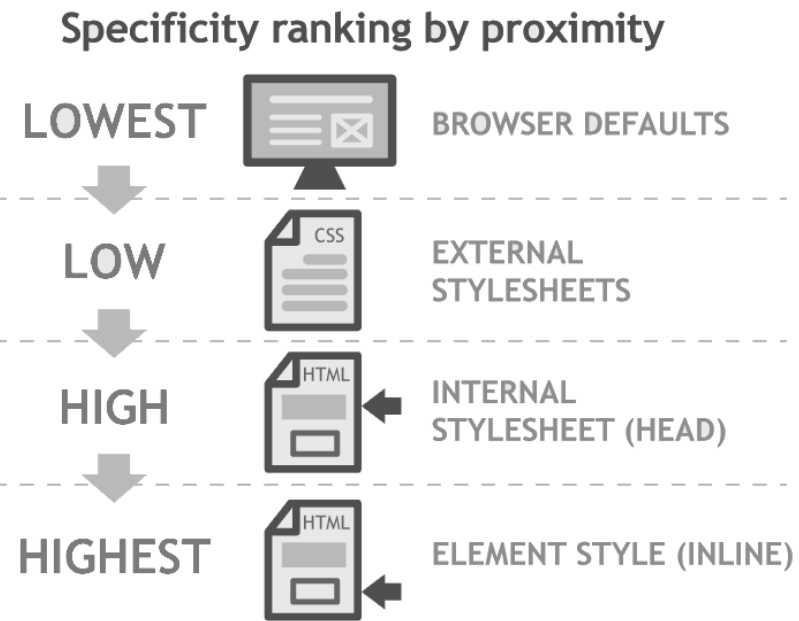 Specificity ranking by proximity
LOWEST
BROWSER DEFAULTS
LOW
CSS
EXTERNAL
STYLESHEETS
HIGH
HTML
INTERNAL
STYLESHEET (HEAD)
HIGHEST
HTML
ELEMENT STYLE (INLINE)